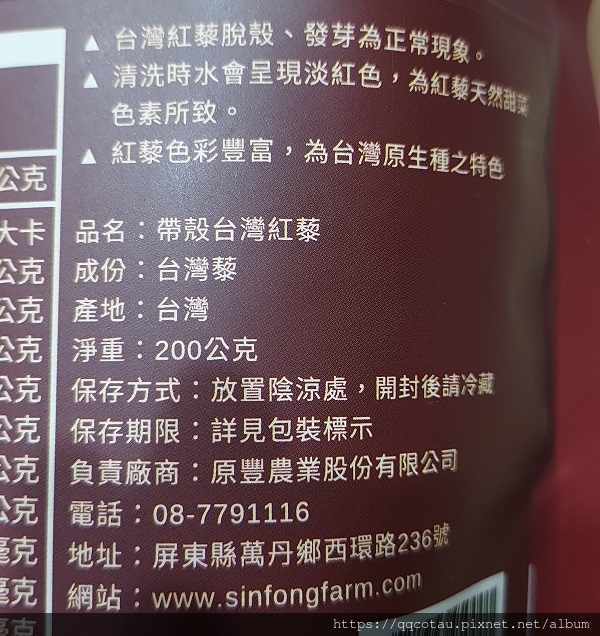 ▲ 台灣紅藜脫殼、發芽為正常現象。
▲ 清洗時水會呈現淡紅色，為紅藜天然甜菜
色素所致。
▲ 紅藜色彩豐富，為台灣原生種之特色
公克
大卡
公克
公克
公克
公克
公克
公克
公克
毫克
毫克
毫克
品名：帶殼台灣紅藜
成份：台灣藜
產地：台灣
淨重：200公克
保存方式：放置陰涼處，開封後請冷藏
保存期限：詳見包裝標示
負責廠商：原豐農業股份有限公司
電話：08-7791116
地址：屏東縣萬丹鄉西環路236號
網站：www.sinfongfarm.com
https://qqcotau.pixnet.net/album